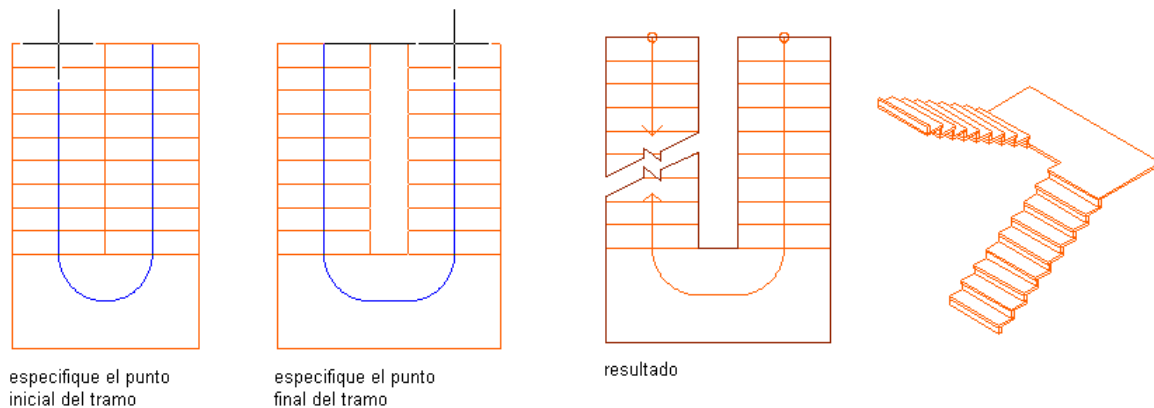 especifique el punto
inicial del tramo
especifique el punto
final del tramo
resultado